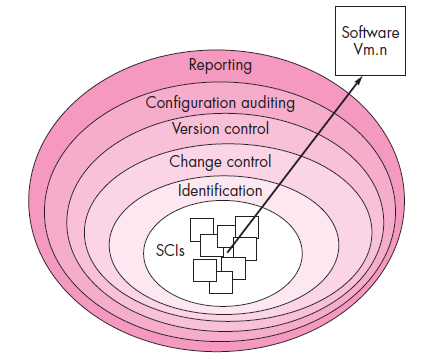 Software
Vm.n
Reporting
Configuration auditing
Version control
Change control
Identification
SCIs